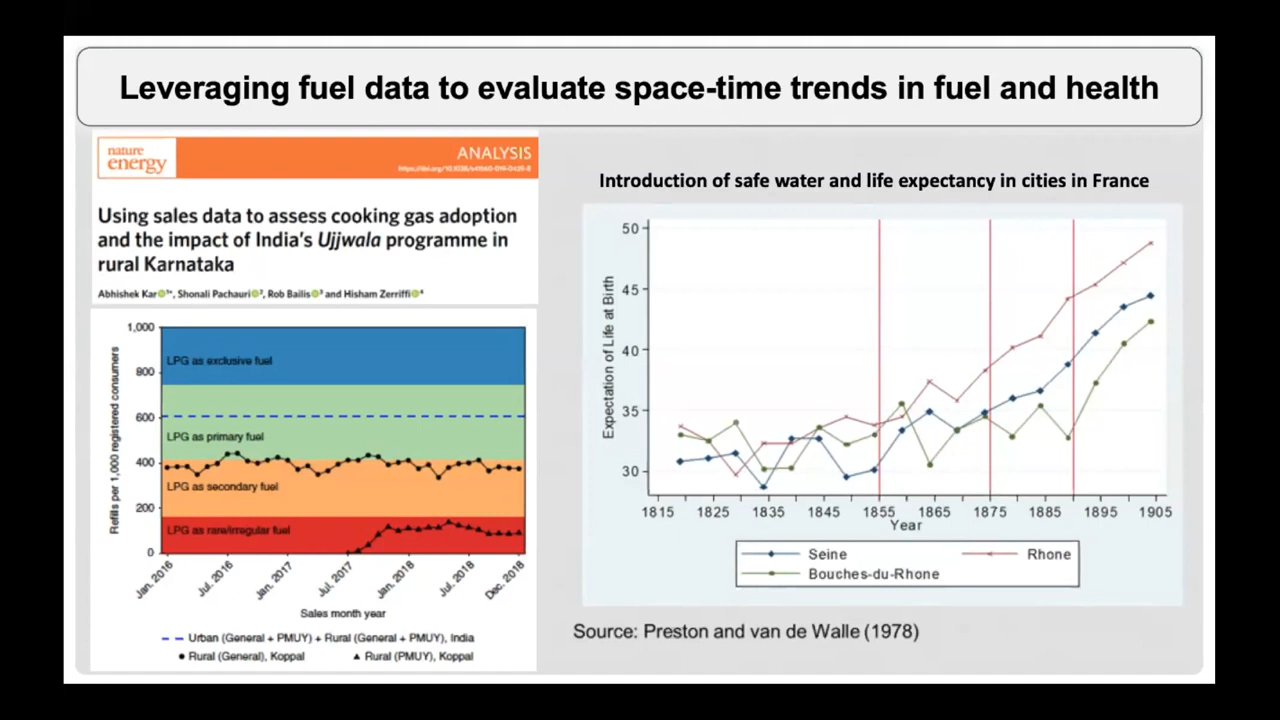 Leveraging fuel data to evaluate space-time trends in fuel and health
nature
energy
ANALYSIS
Using sales data to assess cooking gas adoption
and the impact of India's Ujjwala programme in
rural Karnataka
Abhishek Kar, Shonali Pachauri, Rob Bailis and Hisham Zerriffi
Refills per 1,000 registered consumers
1,000
800
600
400
200
0
LPG as exclusive fuel
LPG as primary fuel
LPG as secondary fuel
LPG as rare/irregular fuel
Jan. 2016
Jul. 2016
Jan. 2017
Jul. 2017
Jan. 2018
Jul. 2018
Dec. 2018
Sales month year
Urban (General + PMUY) + Rural (General + PMUY), India
Rural (General), Koppal
Rural (PMUY), Koppal
Introduction of safe water and life expectancy in cities in France
Expectation of Life at Birth
50
45
40
35
30
1815 1825 1835 1845 1855 1865 1875 1885 1895 1905
Year
Seine
Rhone
Bouches-du-Rhone
Source: Preston and van de Walle (1978)